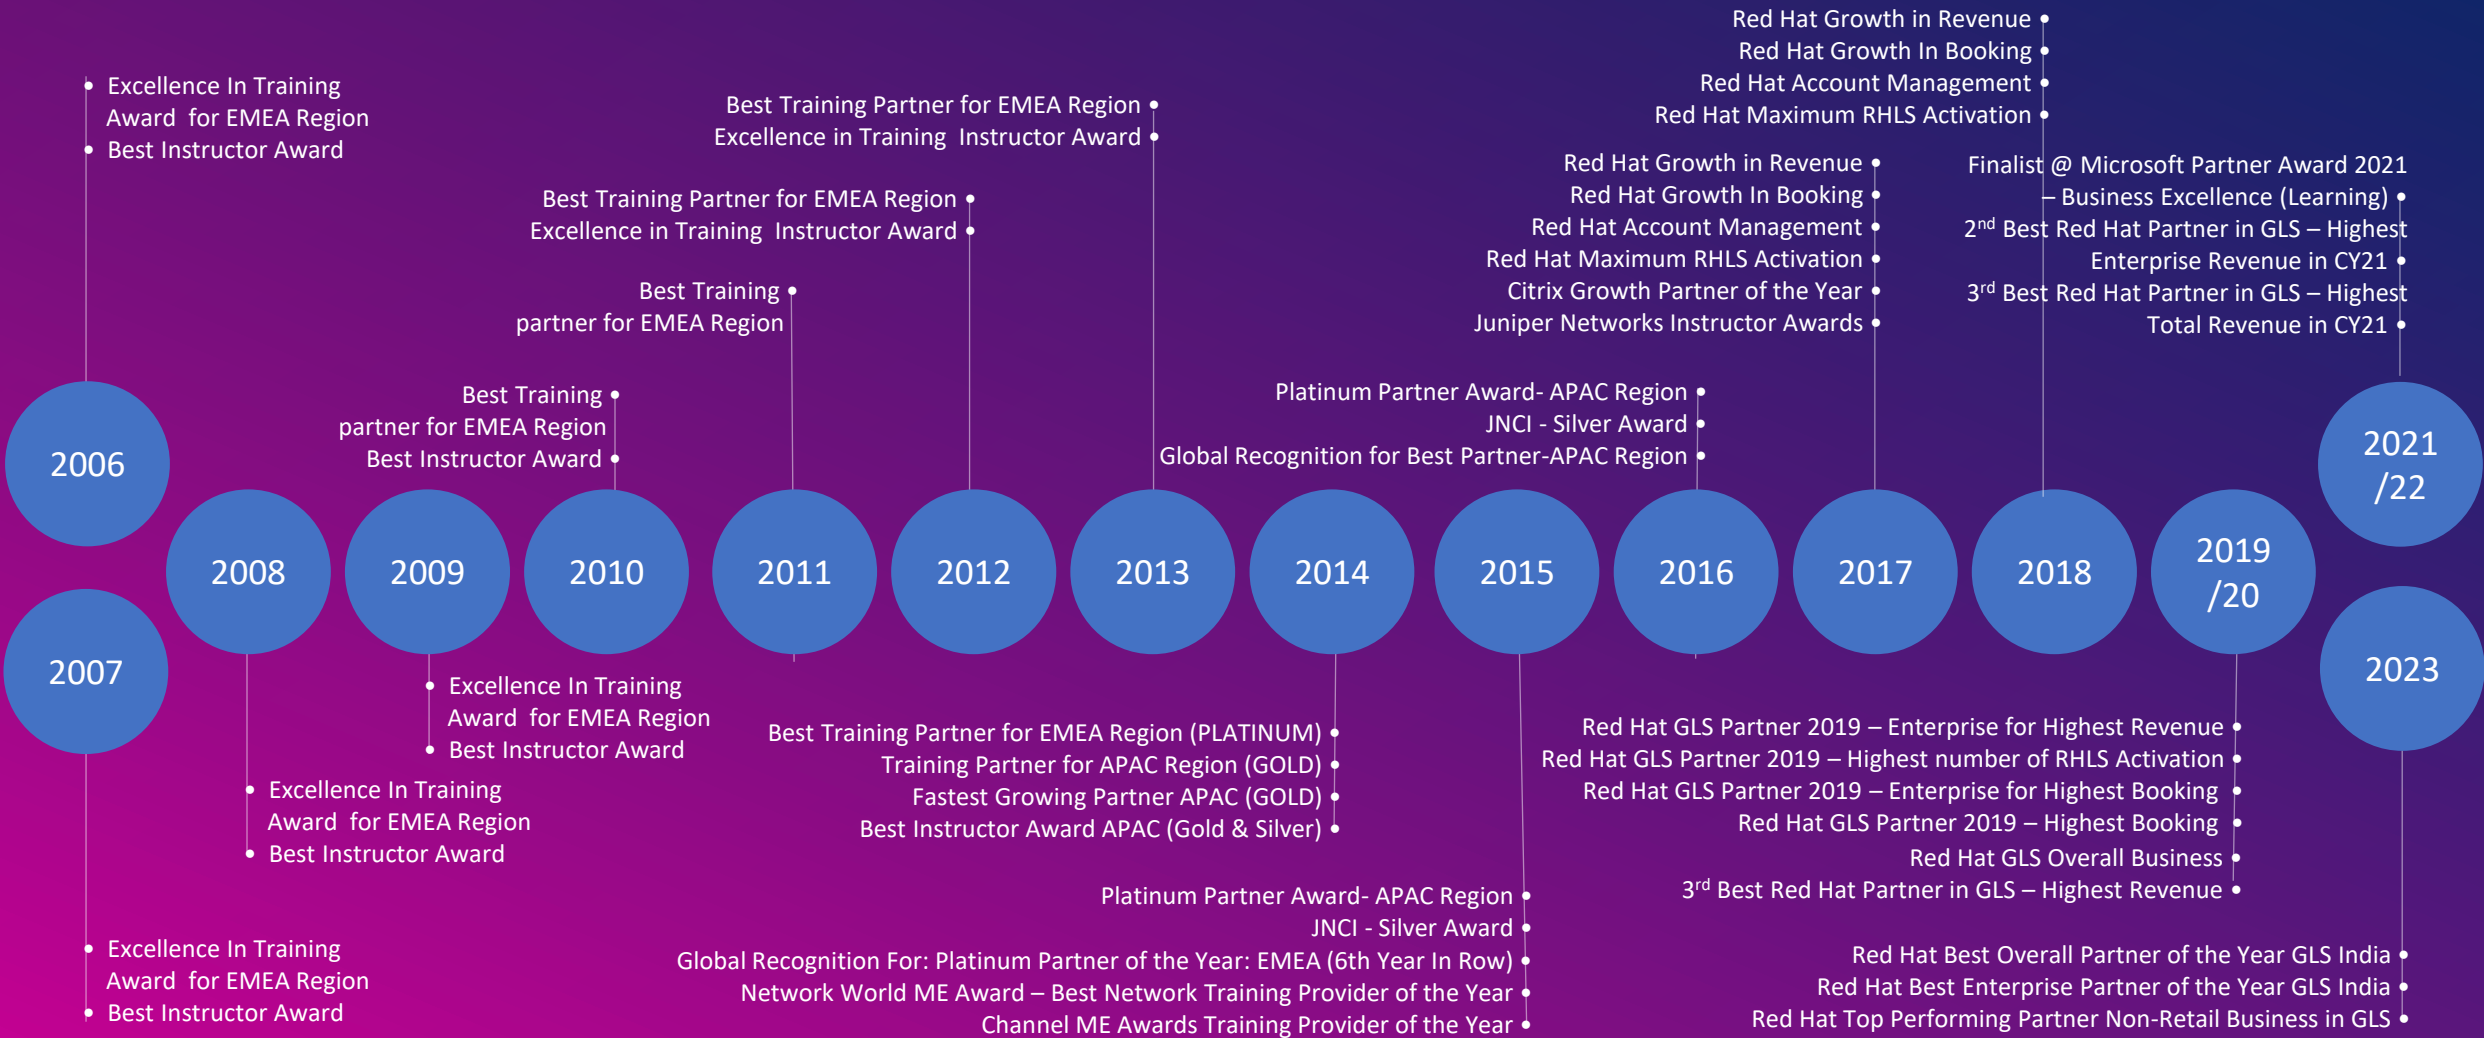 2006
Excellence In Training
Award for EMEA Region
Best Instructor Award
2007
Excellence In Training
Award for EMEA Region
Best Instructor Award
2008
Excellence In Training
Award for EMEA Region
Best Instructor Award
2009
Excellence In Training
Award for EMEA Region
Best Instructor Award
2010
Best Training
partner for EMEA Region
Best Instructor Award
2011
Best Training
partner for EMEA Region
2012
Best Training Partner for EMEA Region
Excellence in Training Instructor Award
2013
Best Training Partner for EMEA Region
Excellence in Training Instructor Award
2014
Best Training Partner for EMEA Region (PLATINUM)
Training Partner for APAC Region (GOLD)
Fastest Growing Partner APAC (GOLD)
Best Instructor Award APAC (Gold & Silver)
2015
Platinum Partner Award- APAC Region
JNCI - Silver Award
Global Recognition For: Platinum Partner of the Year: EMEA (6th Year In Row)
Network World ME Award – Best Network Training Provider of the Year
Channel ME Awards Training Provider of the Year
2016
Platinum Partner Award- APAC Region
JNCI - Silver Award
Global Recognition for Best Partner-APAC Region
2017
Red Hat Growth in Revenue
Red Hat Growth In Booking
Red Hat Account Management
Red Hat Maximum RHLS Activation
Citrix Growth Partner of the Year
Juniper Networks Instructor Awards
2018
Red Hat Growth in Revenue
Red Hat Growth In Booking
Red Hat Account Management
Red Hat Maximum RHLS Activation
2019
/20
Red Hat GLS Partner 2019 – Enterprise for Highest Revenue
Red Hat GLS Partner 2019 – Highest number of RHLS Activation
Red Hat GLS Partner 2019 – Enterprise for Highest Booking
Red Hat GLS Partner 2019 – Highest Booking
Red Hat GLS Overall Business
3rd Best Red Hat Partner in GLS – Highest Revenue
2021
/22
Finalist @ Microsoft Partner Award 2021
– Business Excellence (Learning)
2nd Best Red Hat Partner in GLS – Highest
Enterprise Revenue in CY21
3rd Best Red Hat Partner in GLS – Highest
Total Revenue in CY21
2023
Red Hat Best Overall Partner of the Year GLS India
Red Hat Best Enterprise Partner of the Year GLS India
Red Hat Top Performing Partner Non-Retail Business in GLS